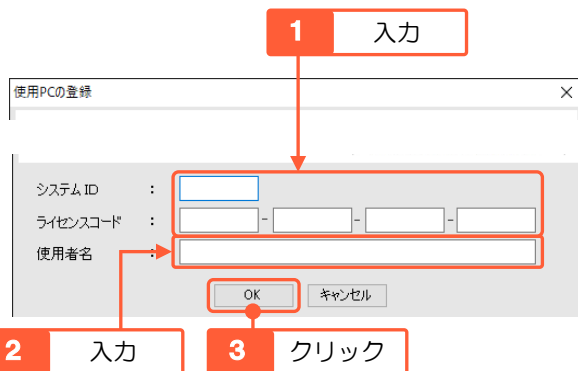 1 入力
使用PCの登録 ×
システムID :
ライセンスコード : - - -
使用者名 :
OK キャンセル
2 入力 3 クリック